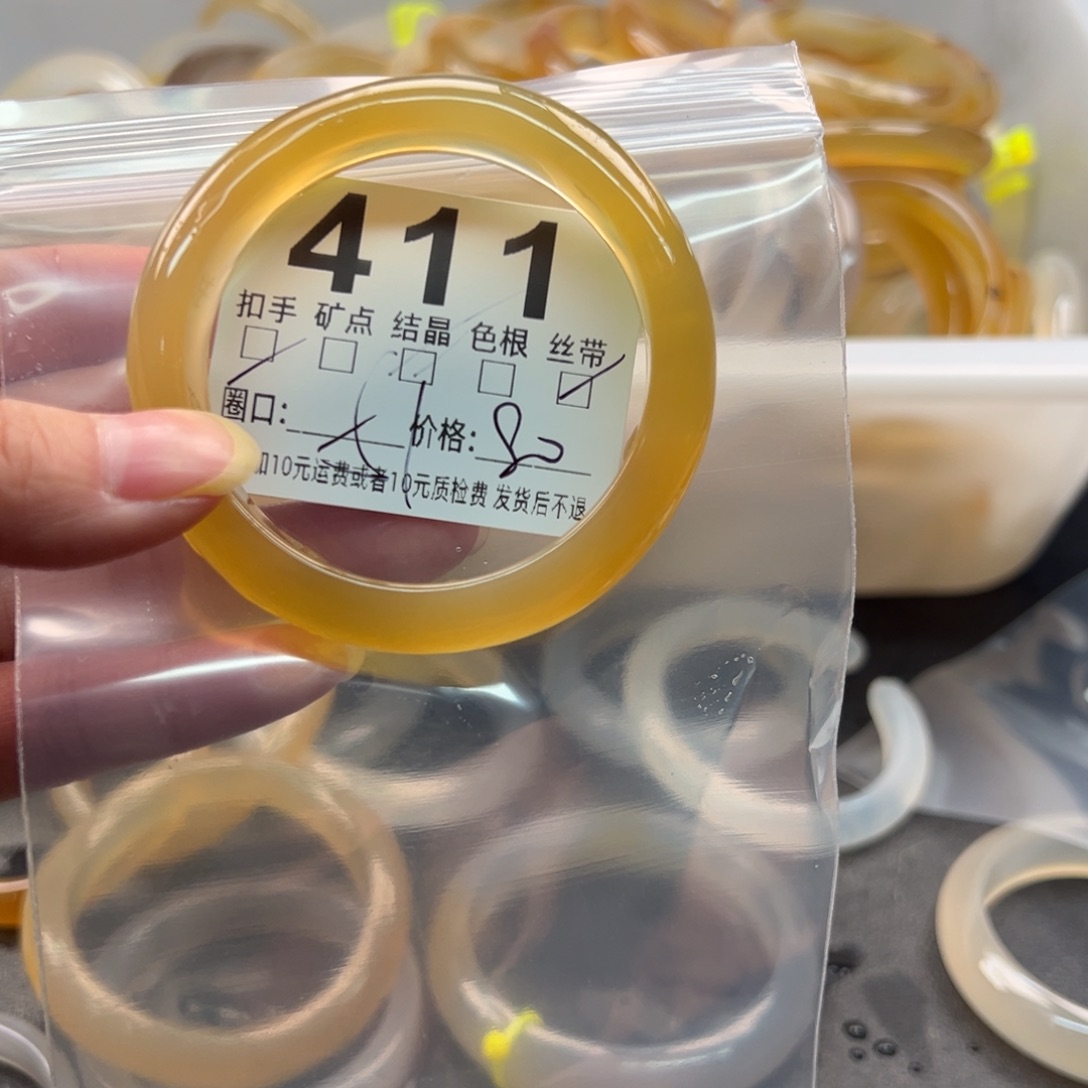 411
扣手 矿点 结晶 色根 丝带
圈口: 价格:
加10元运费或者10元质检费 发货后不退